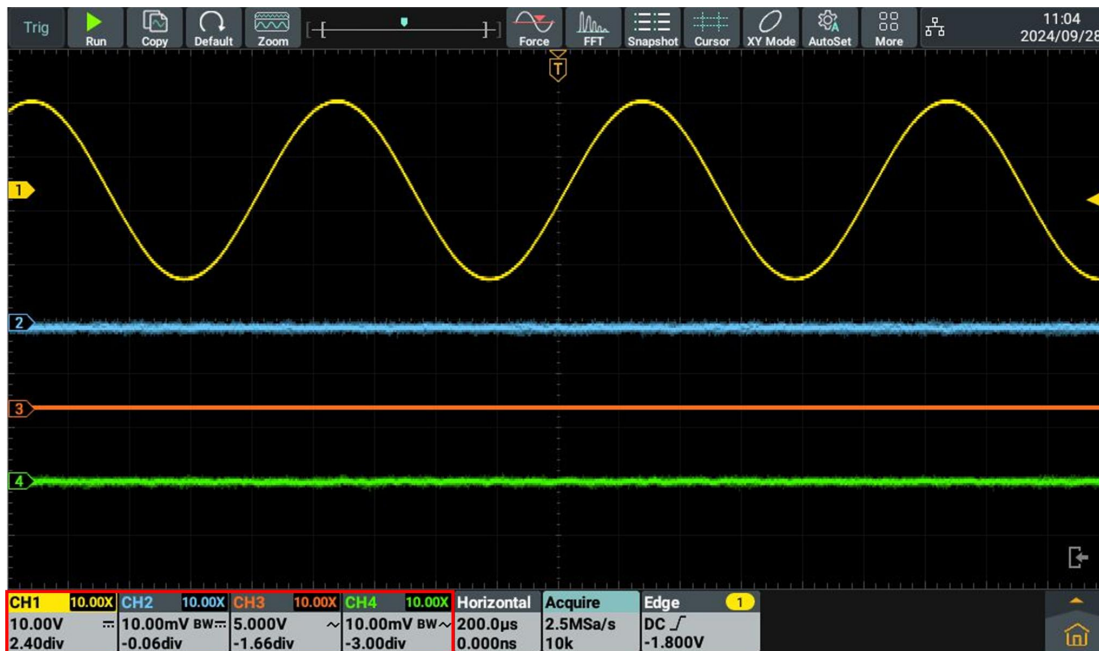 Trig
Run
Copy
Default
Zoom
Force
FFT
Snapshot
Cursor
XY Mode
AutoSet
More
11:04
2024/09/28
T
1
2
3
4
CH1 10.00X
10.00V
2.40div
CH2 10.00X
10.00mV BW
-0.06div
CH3 10.00X
5.000V
-1.66div
CH4 10.00X
10.00mV BW
-3.00div
Horizontal
200.0μs
0.000ns
Acquire
2.5MSa/s
10k
Edge 1
DC
-1.800V